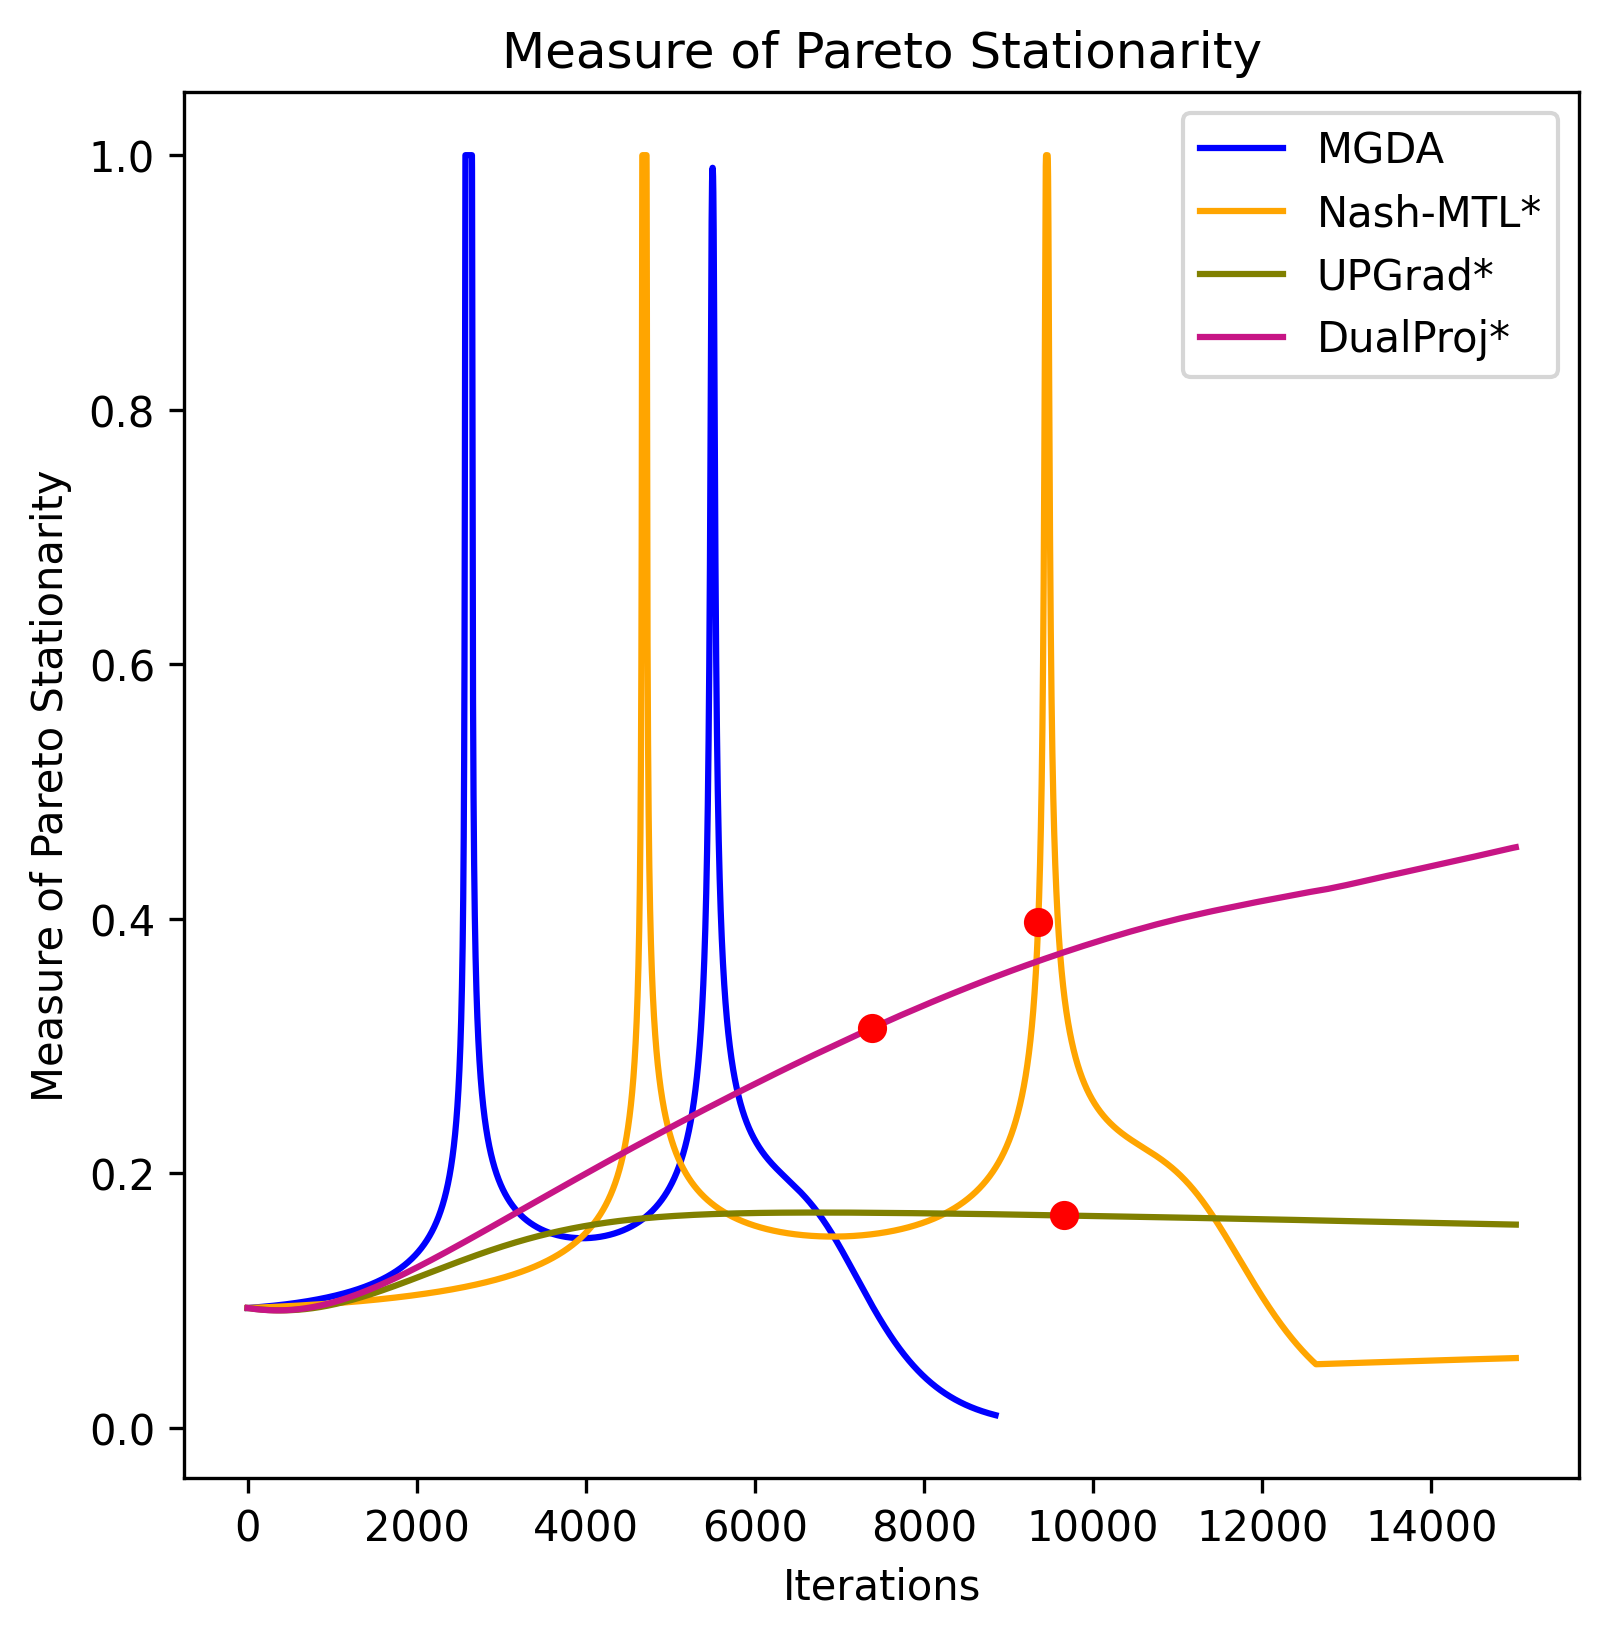 Measure of Pareto Stationarity
MGDA
Nash-MTL*
UPGrad*
DualProj*
Measure of Pareto Stationarity
1.0
0.8
0.6
0.4
0.2
0.0
0 2000 4000 6000 8000 10000 12000 14000
Iterations